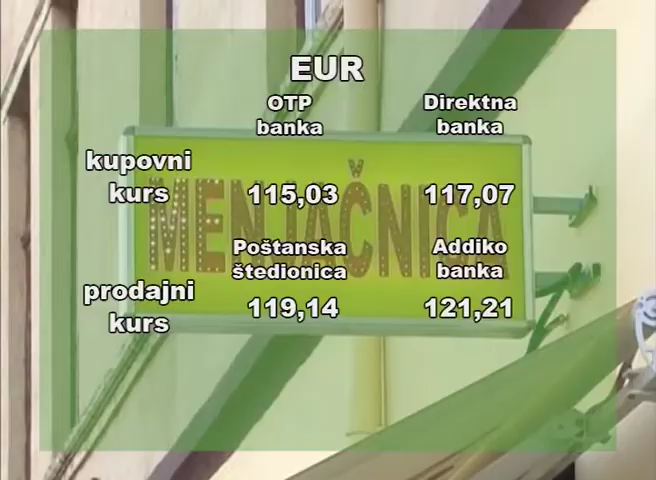 EUR
OTP banka
Direktna banka
kupovni kurs
115,03
117,07
MENJAČNICA
Poštanska štedionica
Addiko banka
prodajni kurs
119,14
121,21